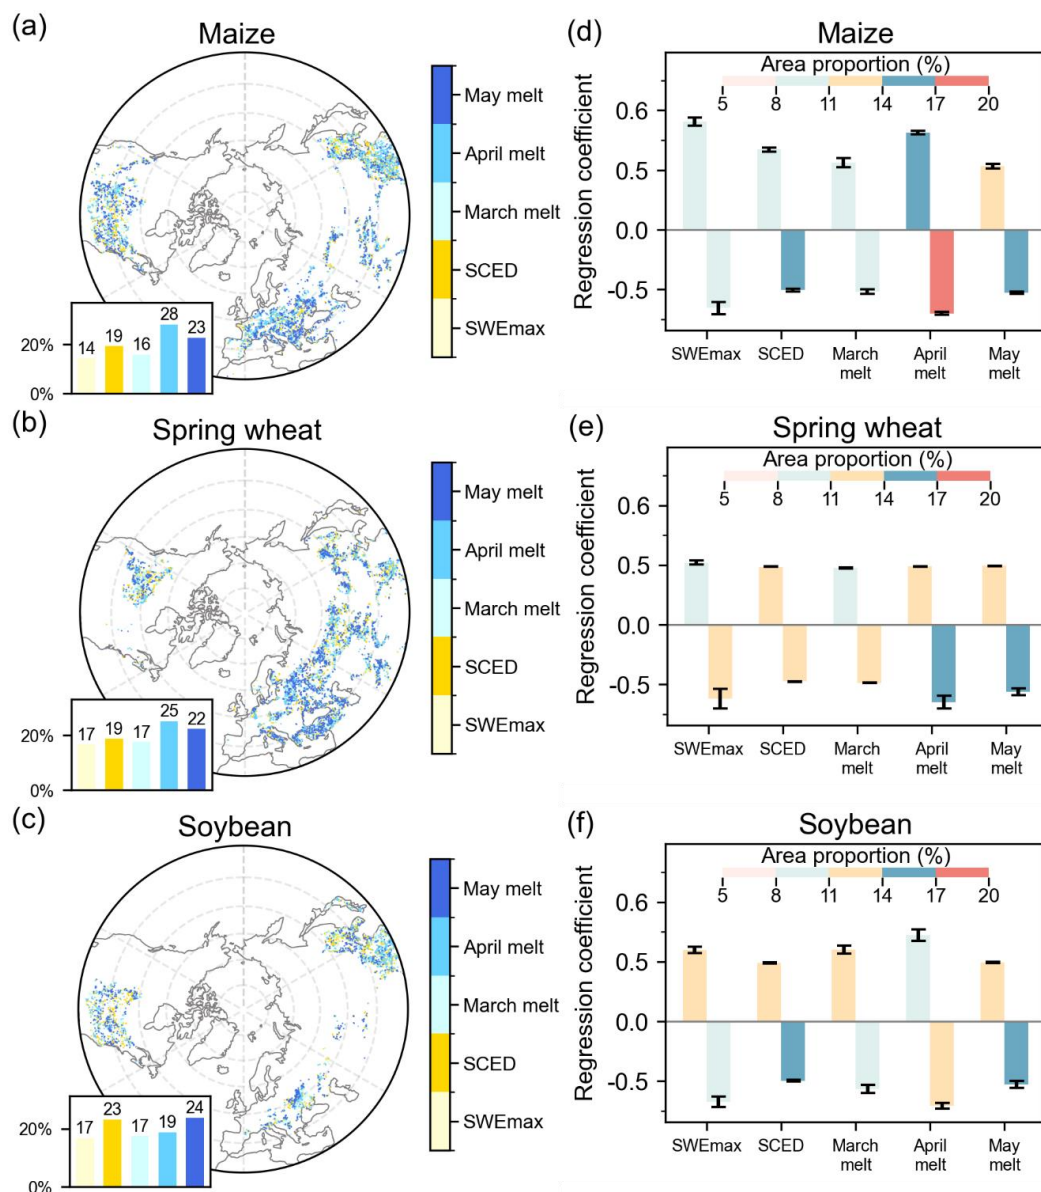 (a)
Maize
May melt
April melt
March melt
SCED
SWEmax
20%
0%
14
19
16
28
23
(d)
Maize
Area proportion (%)
5
8
11
14
17
20
Regression coefficient
0.6
0.5
0.0
-0.5
SWEmax
SCED
March
melt
April
melt
May
melt
(b)
Spring wheat
May melt
April melt
March melt
SCED
SWEmax
20%
0%
17
19
17
25
22
(e)
Spring wheat
Area proportion (%)
5
8
11
14
17
20
Regression coefficient
0.6
0.5
0.0
-0.5
SWEmax
SCED
March
melt
April
melt
May
melt
(c)
Soybean
May melt
April melt
March melt
SCED
SWEmax
20%
0%
17
23
17
19
24
(f)
Soybean
Area proportion (%)
5
8
11
14
17
20
Regression coefficient
0.6
0.5
0.0
-0.5
SWEmax
SCED
March
melt
April
melt
May
melt